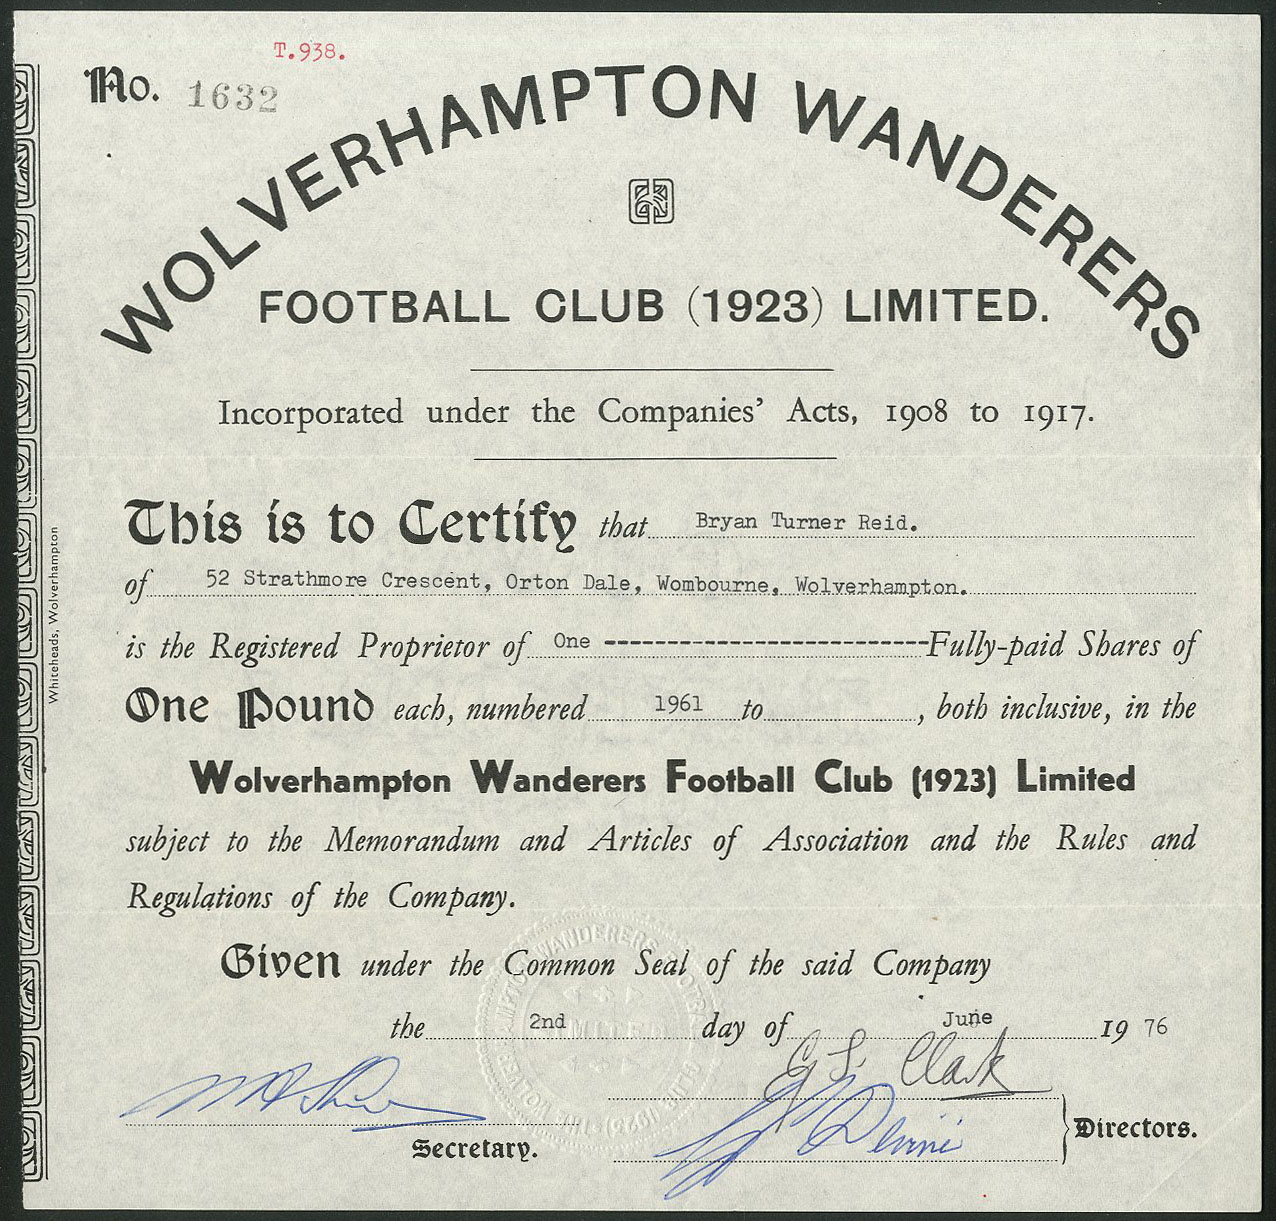 T.938.
No. 1632
WOLVERHAMPTON WANDERERS
FOOTBALL CLUB (1923) LIMITED.
Incorporated under the Companies' Acts, 1908 to 1917.
This is to Certify that Bryan Turner Reid.
of 52 Strathmore Crescent, Orton Dale, Wombourne, Wolverhampton.
is the Registered Proprietor of One ---------------------------Fully-paid Shares of
One Pound each, numbered 1961 to , both inclusive, in the
Wolverhampton Wanderers Football Club (1923) Limited
subject to the Memorandum and Articles of Association and the Rules and
Regulations of the Company.
Given under the Common Seal of the said Company
the 2nd day of June 19 76
Clark
Secretary.
Directors.
Whiteheads, Wolverhampton
WANDERERS
LIMITED